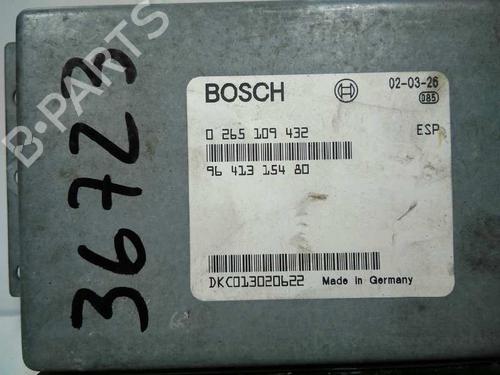 BOSCH
02-03-26
085
0 265 109 432
ESP
96 413 154 80
DKC013020622
Made in Germany
36723
B-PARTS